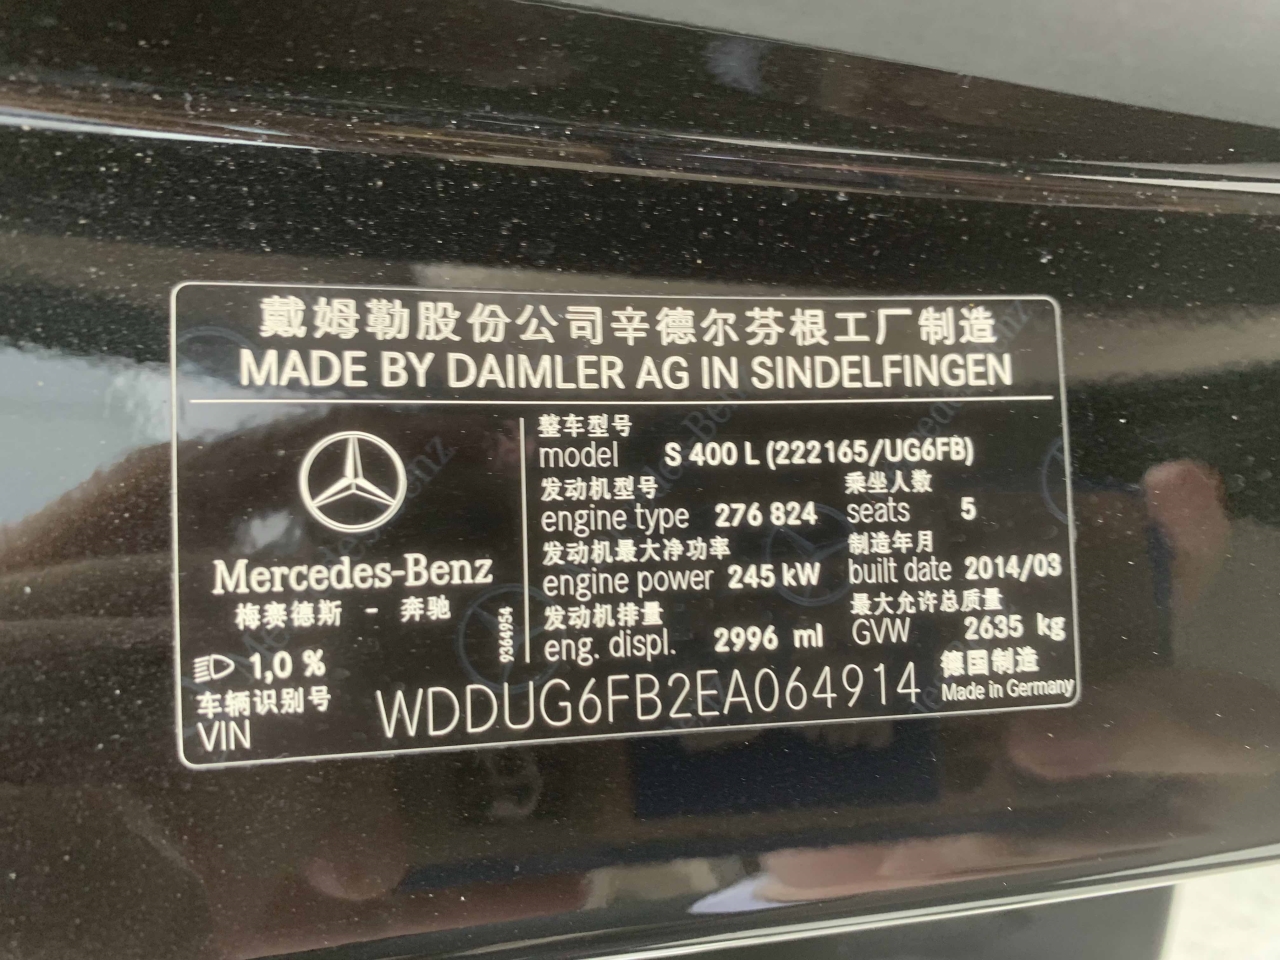 戴姆勒股份公司辛德尔芬根工厂制造
MADE BY DAIMLER AG IN SINDELFINGEN
整车型号
model S 400 L (222165/UG6FB)
发动机型号 乘坐人数
engine type 276 824 seats 5
发动机最大净功率 制造年月
engine power 245 kW built date 2014/03
发动机排量 最大允许总质量
eng. displ. 2996 ml GVW 2635 kg
Mercedes-Benz
梅赛德斯 - 奔驰
9364954
1,0 %
车辆识别号
VIN WDDUG6FB2EA064914
德国制造
Made in Germany